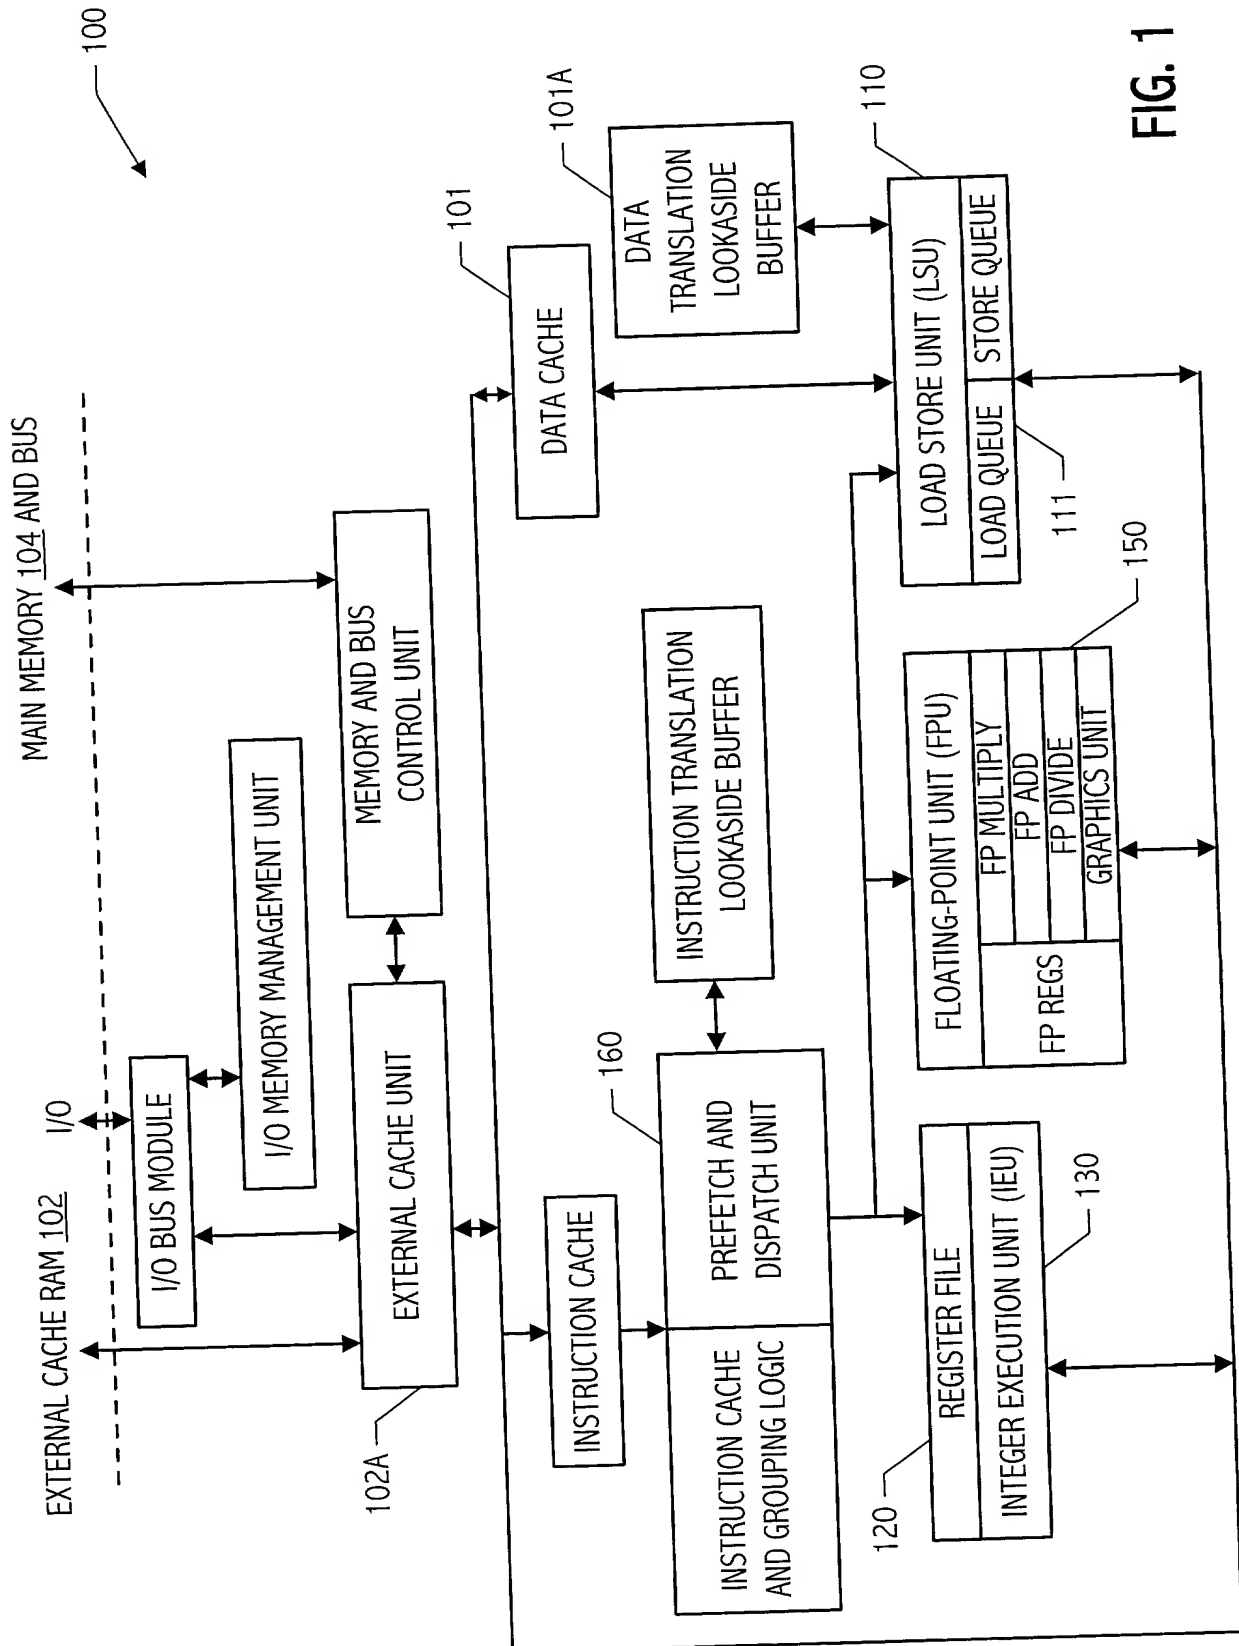 100
EXTERNAL CACHE RAM 102
I/O
MAIN MEMORY 104 AND BUS
I/O BUS MODULE
I/O MEMORY MANAGEMENT UNIT
102A
EXTERNAL CACHE UNIT
MEMORY AND BUS
CONTROL UNIT
101
DATA CACHE
INSTRUCTION CACHE
101A
DATA
TRANSLATION
LOOKASIDE
BUFFER
160
INSTRUCTION CACHE
AND GROUPING LOGIC
PREFETCH AND
DISPATCH UNIT
INSTRUCTION TRANSLATION
LOOKASIDE BUFFER
120
REGISTER FILE
INTEGER EXECUTION UNIT (IEU)
130
FLOATING-POINT UNIT (FPU)
FP REGS
FP MULTIPLY
FP ADD
FP DIVIDE
GRAPHICS UNIT
150
110
LOAD STORE UNIT (LSU)
LOAD QUEUE
STORE QUEUE
111
FIG. 1